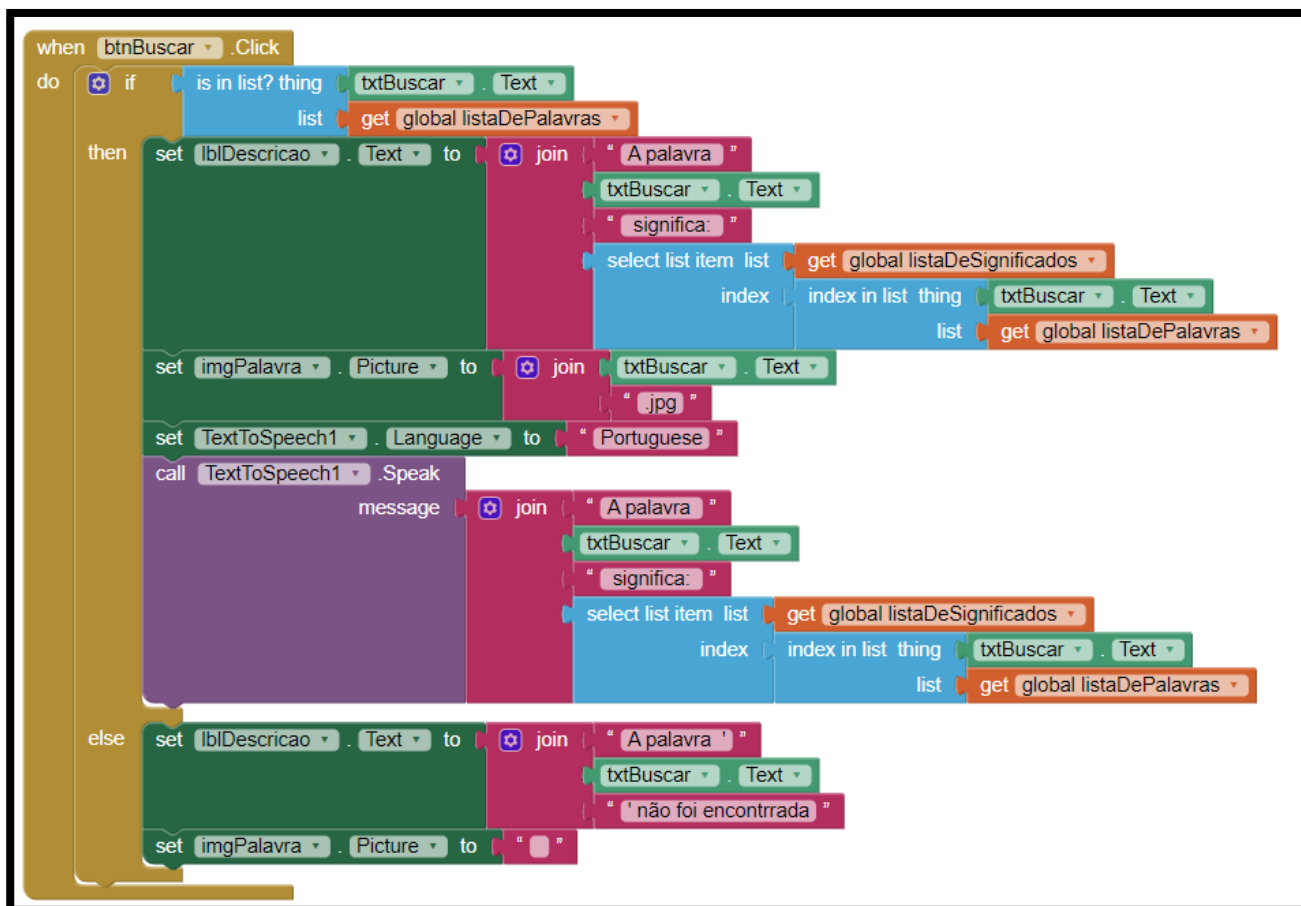 when btnBuscar .Click
do if is in list? thing txtBuscar . Text
list get global listaDePalavras
then set lblDescricao . Text to join " A palavra "
txtBuscar . Text
" significa: "
select list item list get global listaDeSignificados
index index in list thing txtBuscar . Text
list get global listaDePalavras
set imgPalavra . Picture to join txtBuscar . Text
" .jpg "
set TextToSpeech1 . Language to " Portuguese "
call TextToSpeech1 .Speak
message join " A palavra "
txtBuscar . Text
" significa: "
select list item list get global listaDeSignificados
index index in list thing txtBuscar . Text
list get global listaDePalavras
else set lblDescricao . Text to join " A palavra ' "
txtBuscar . Text
" ' não foi encontrrada "
set imgPalavra . Picture to " "